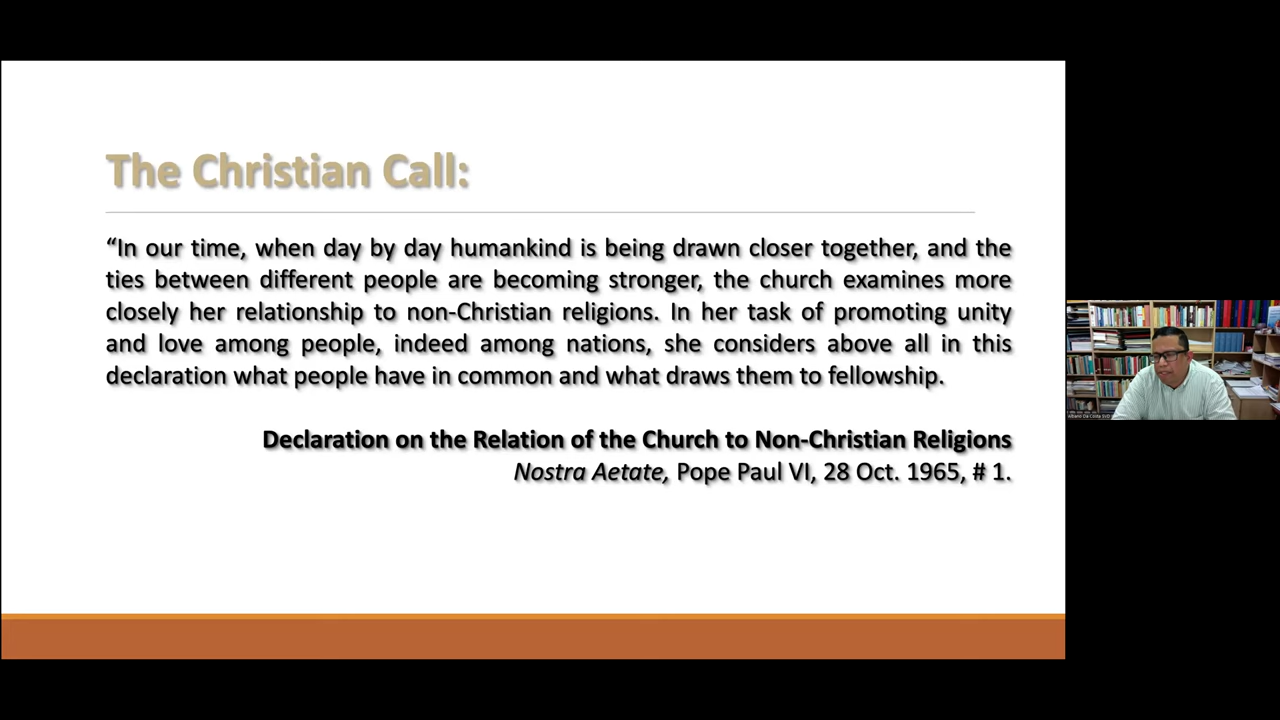 The Christian Call:
“In our time, when day by day humankind is being drawn closer together, and the
ties between different people are becoming stronger, the church examines more
closely her relationship to non-Christian religions. In her task of promoting unity
and love among people, indeed among nations, she considers above all in this
declaration what people have in common and what draws them to fellowship.
Declaration on the Relation of the Church to Non-Christian Religions
Nostra Aetate, Pope Paul VI, 28 Oct. 1965, # 1.
Da Costa SVD